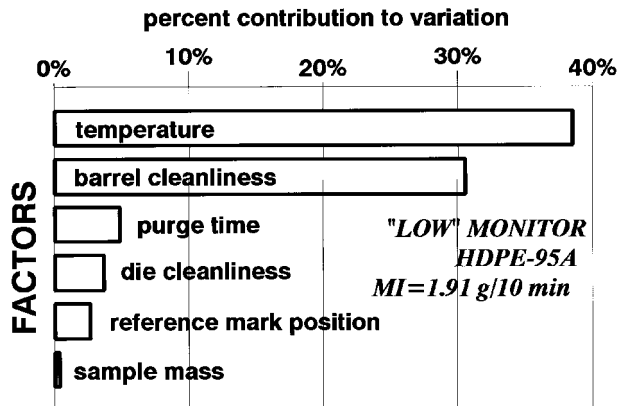 percent contribution to variation
0% 10% 20% 30% 40%
FACTORS
temperature
barrel cleanliness
purge time
die cleanliness
reference mark position
sample mass
"LOW" MONITOR
HDPE-95A
MI=1.91 g/10 min